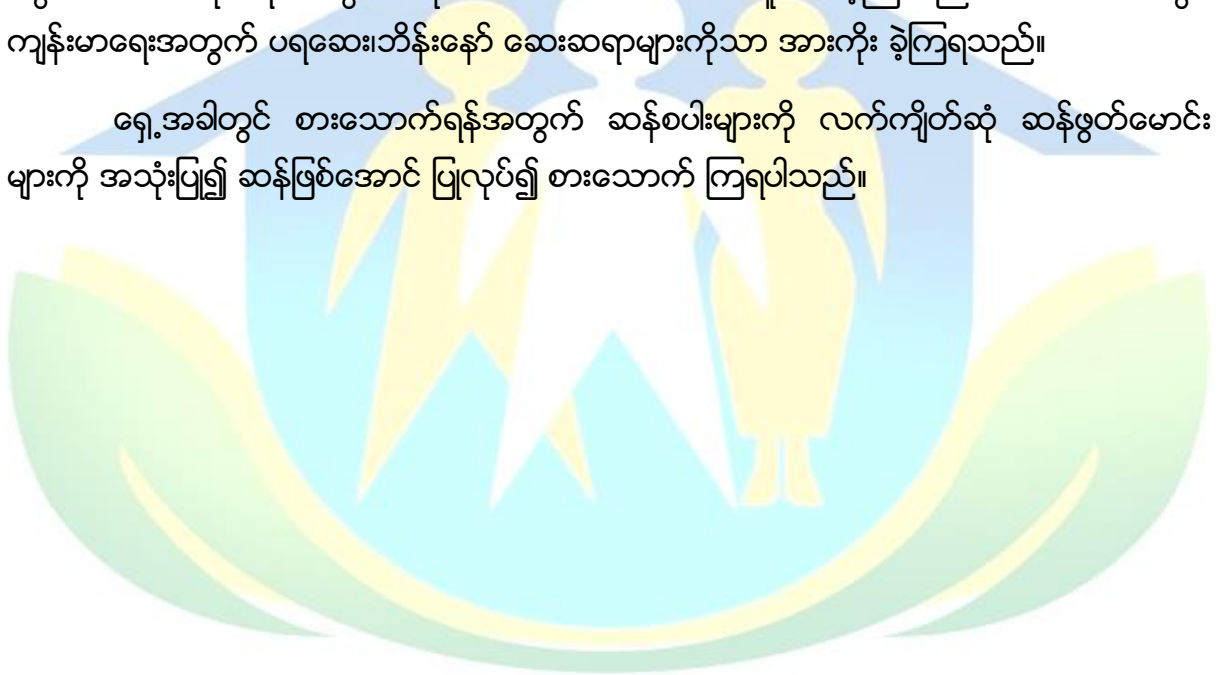 ကျန်းမာရေးအတွက် ပရဆေး၊ဘိန်းနော် ဆေးဆရာများကိုသာ အားကိုး ခဲ့ကြရသည်။
ရှေ့အခါတွင် စားသောက်ရန်အတွက် ဆန်စပါးများကို လက်ကျိတ်ဆုံ ဆန်ဖွတ်မောင်း
များကို အသုံးပြု၍ ဆန်ဖြစ်အောင် ပြုလုပ်၍ စားသောက် ကြရပါသည်။